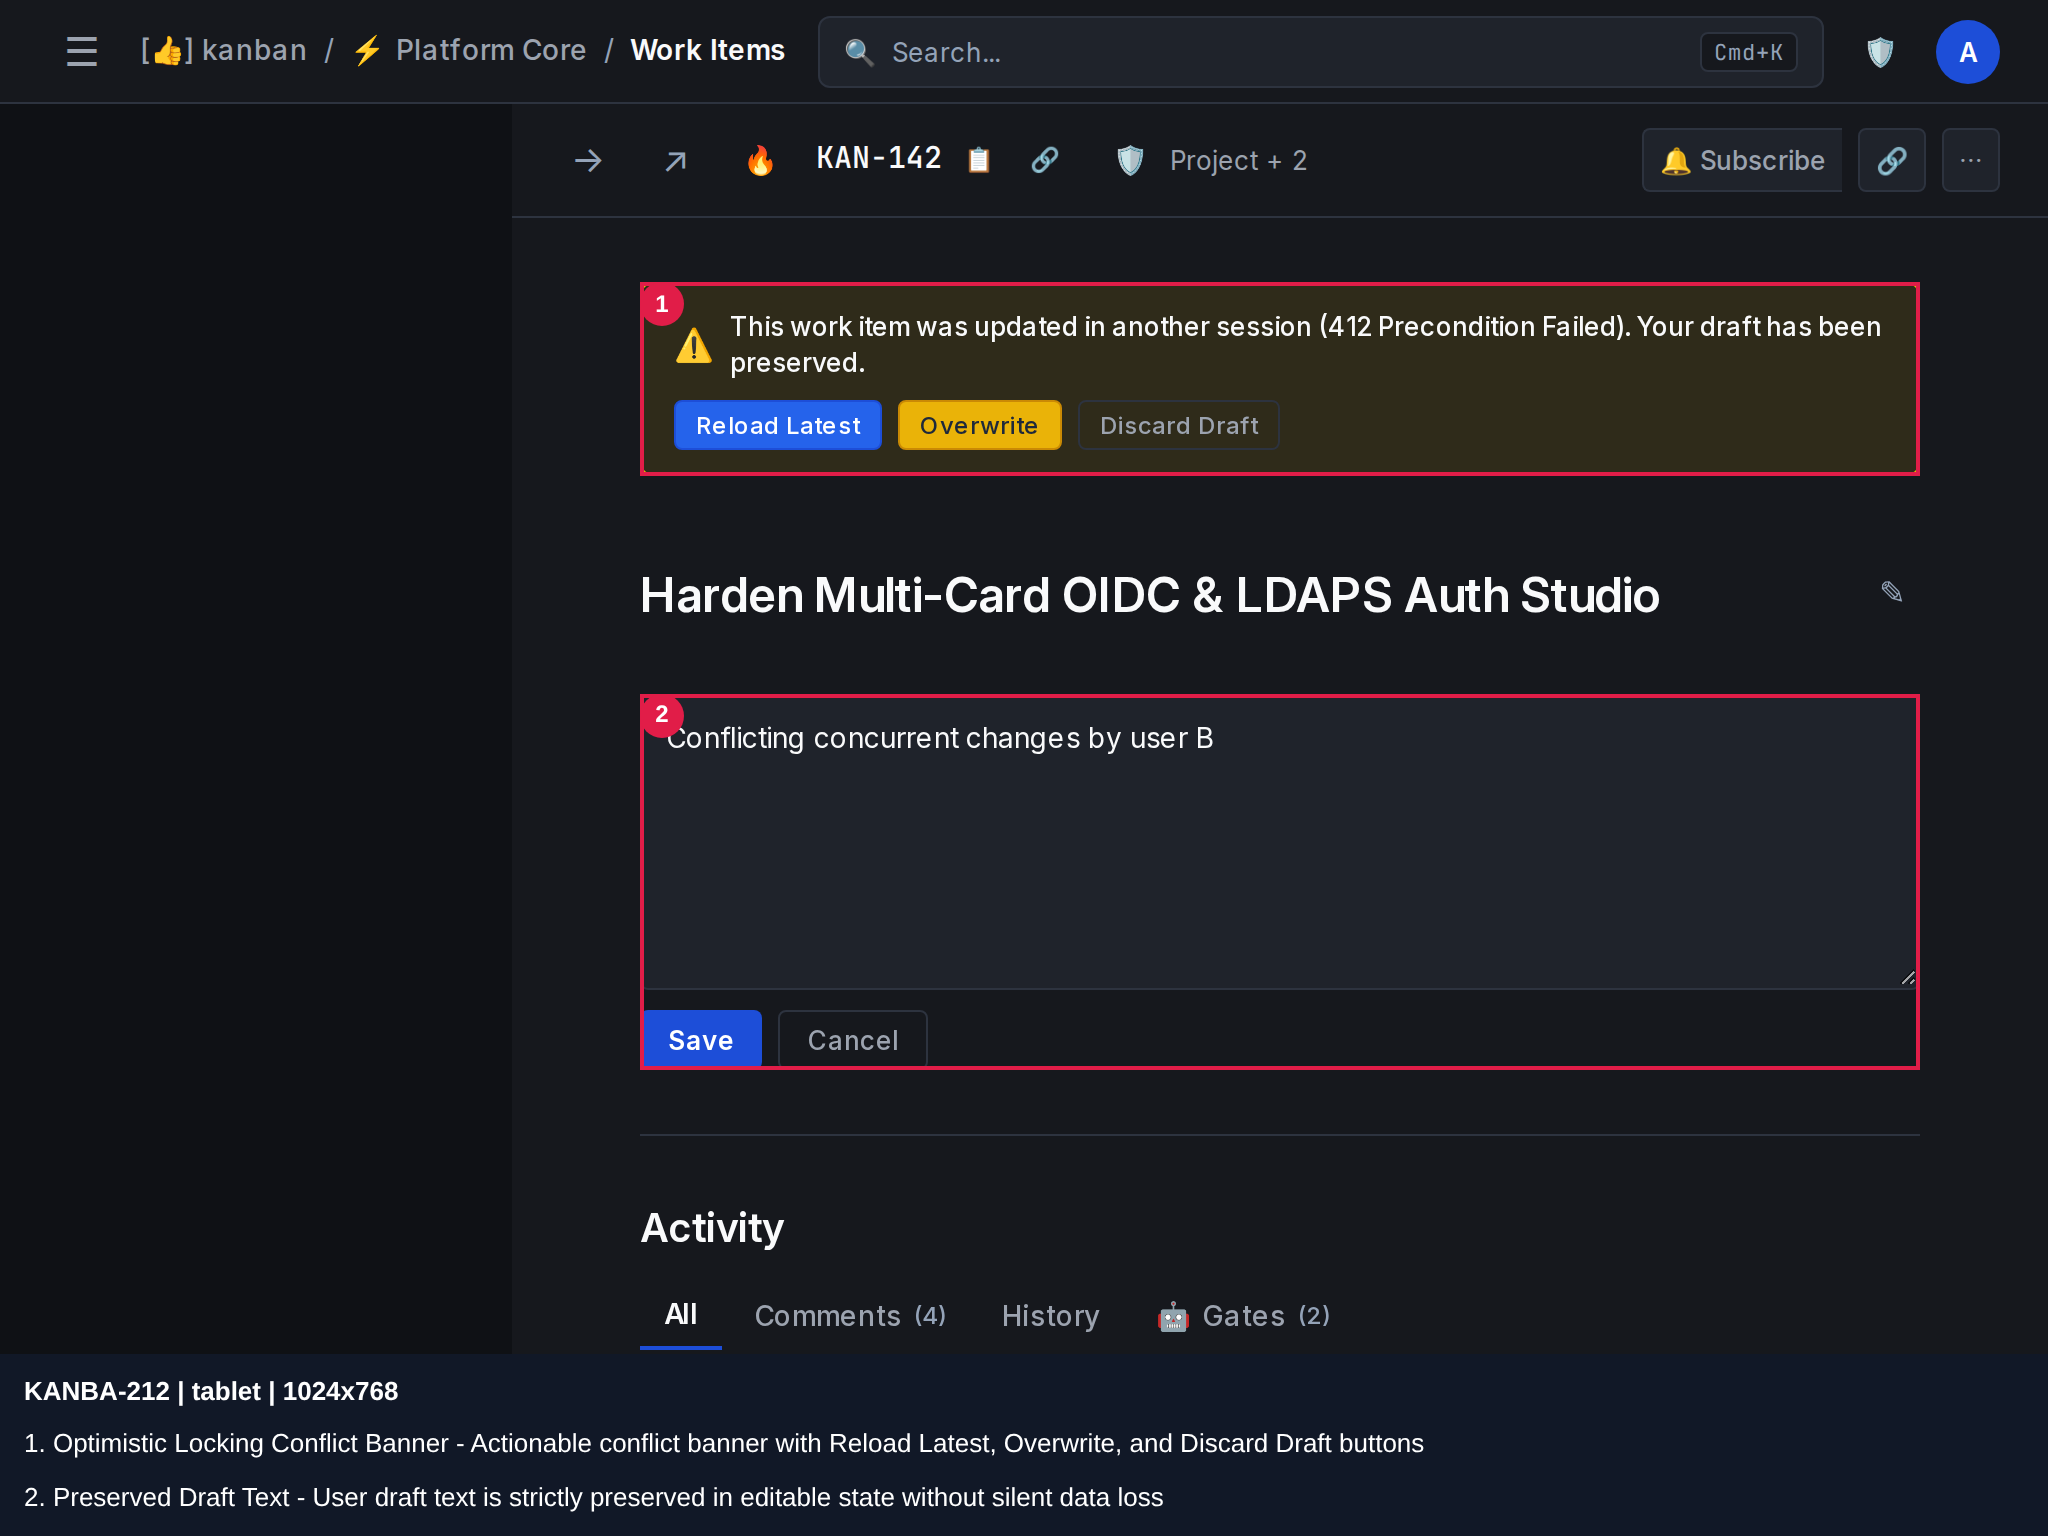 [👍] kanban / ⚡ Platform Core / Work Items
🔍 Search... Cmd+K
A
KAN-142
Project + 2
🔔 Subscribe
1
This work item was updated in another session (412 Precondition Failed). Your draft has been
preserved.
Reload Latest
Overwrite
Discard Draft
Harden Multi-Card OIDC & LDAPS Auth Studio
2
Conflicting concurrent changes by user B
Save
Cancel
Activity
All
Comments (4)
History
🤖 Gates (2)
KANBA-212 | tablet | 1024x768
1. Optimistic Locking Conflict Banner - Actionable conflict banner with Reload Latest, Overwrite, and Discard Draft buttons
2. Preserved Draft Text - User draft text is strictly preserved in editable state without silent data loss